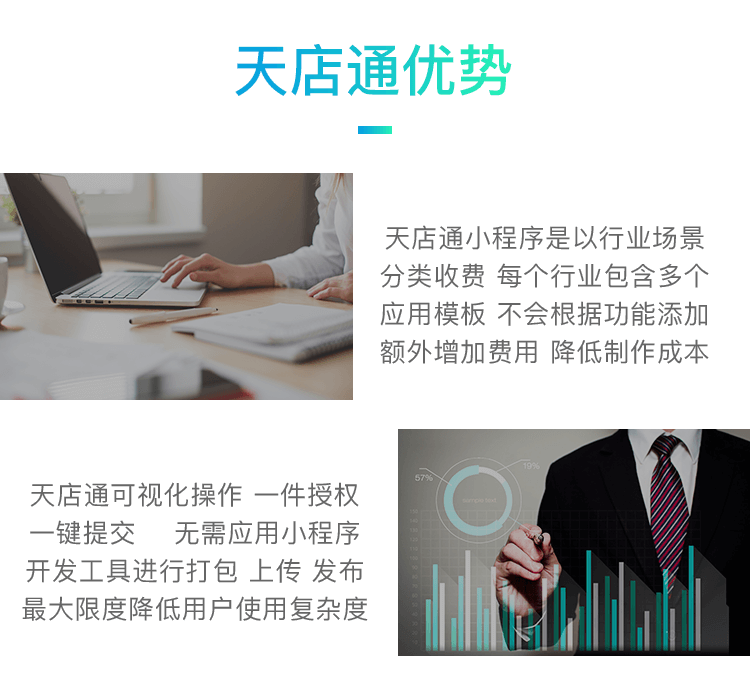 天店通优势
天店通小程序是以行业场景
分类收费 每个行业包含多个
应用模板 不会根据功能添加
额外增加费用 降低制作成本
天店通可视化操作 一件授权
一键提交 无需应用小程序
开发工具进行打包 上传 发布
最大限度降低用户使用复杂度
57%
19%